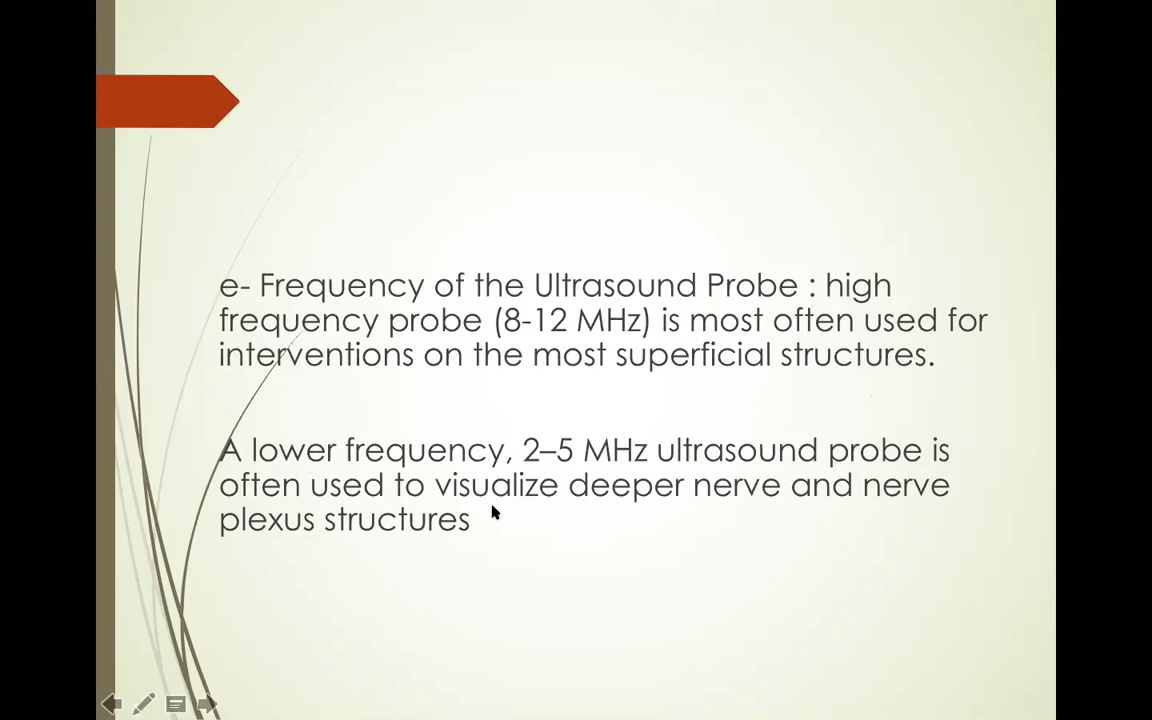 e- Frequency of the Ultrasound Probe : high
frequency probe (8-12 MHz) is most often used for
interventions on the most superficial structures.
A lower frequency, 2–5 MHz ultrasound probe is
often used to visualize deeper nerve and nerve
plexus structures